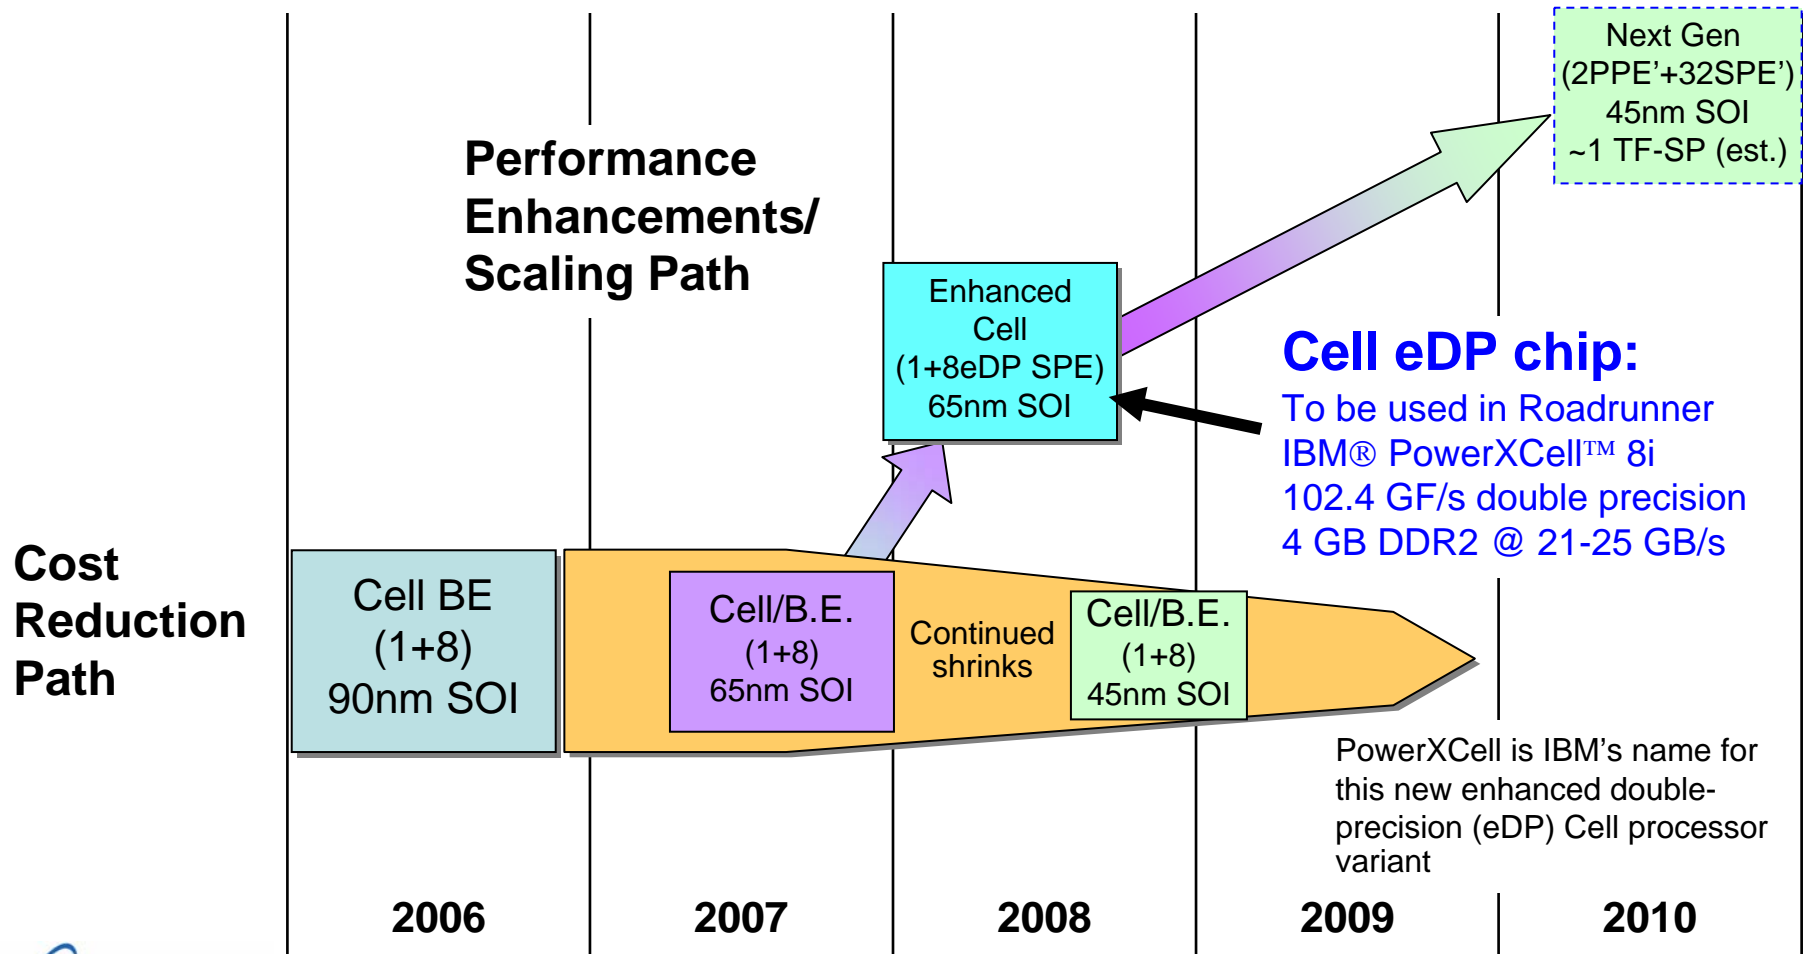 Next Gen
(2PPE’+32SPE’)
45nm SOI
~1 TF-SP (est.)
Performance
Enhancements/
Scaling Path
Enhanced
Cell
(1+8eDP SPE)
65nm SOI
Cell eDP chip:
To be used in Roadrunner
IBM® PowerXCell™ 8i
102.4 GF/s double precision
4 GB DDR2 @ 21-25 GB/s
Cost
Reduction
Path
Cell BE
(1+8)
90nm SOI
Cell/B.E.
(1+8)
65nm SOI
Continued
shrinks
Cell/B.E.
(1+8)
45nm SOI
PowerXCell is IBM’s name for
this new enhanced double-
precision (eDP) Cell processor
variant
2006
2007
2008
2009
2010